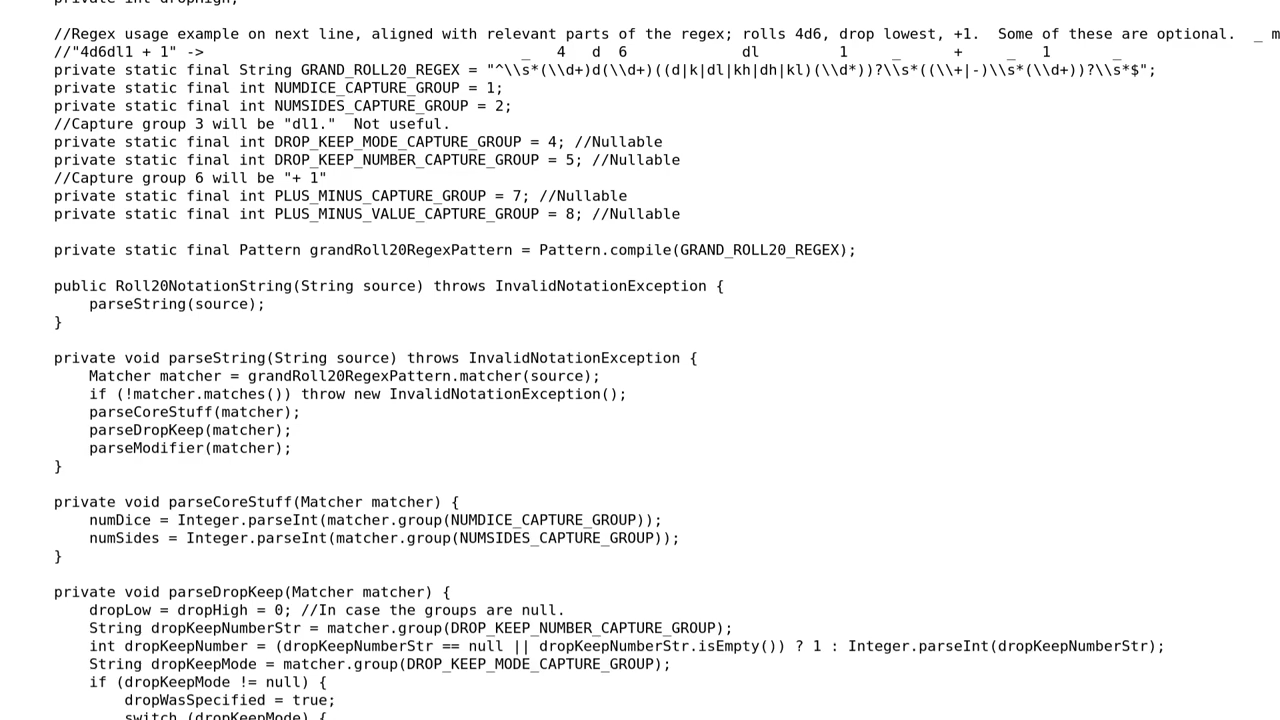 private int dropHigh;
//Regex usage example on next line, aligned with relevant parts of the regex; rolls 4d6, drop lowest, +1.  Some of these are optional.  _ m
//"4d6dl1 + 1" ->                                    _   4   d  6             dl         1     _      +     _   1       _
private static final String GRAND_ROLL20_REGEX = "^\\s*(\\d+)d(\\d+)((d|k|dl|kh|dh|kl)(\\d*))?\\s*((\\+|-)\\s*(\\d+))?\\s*$";
private static final int NUMDICE_CAPTURE_GROUP = 1;
private static final int NUMSIDES_CAPTURE_GROUP = 2;
//Capture group 3 will be "dl1."  Not useful.
private static final int DROP_KEEP_MODE_CAPTURE_GROUP = 4; //Nullable
private static final int DROP_KEEP_NUMBER_CAPTURE_GROUP = 5; //Nullable
//Capture group 6 will be "+ 1"
private static final int PLUS_MINUS_CAPTURE_GROUP = 7; //Nullable
private static final int PLUS_MINUS_VALUE_CAPTURE_GROUP = 8; //Nullable
private static final Pattern grandRoll20RegexPattern = Pattern.compile(GRAND_ROLL20_REGEX);
public Roll20NotationString(String source) throws InvalidNotationException {
    parseString(source);
}
private void parseString(String source) throws InvalidNotationException {
    Matcher matcher = grandRoll20RegexPattern.matcher(source);
    if (!matcher.matches()) throw new InvalidNotationException();
    parseCoreStuff(matcher);
    parseDropKeep(matcher);
    parseModifier(matcher);
}
private void parseCoreStuff(Matcher matcher) {
    numDice = Integer.parseInt(matcher.group(NUMDICE_CAPTURE_GROUP));
    numSides = Integer.parseInt(matcher.group(NUMSIDES_CAPTURE_GROUP));
}
private void parseDropKeep(Matcher matcher) {
    dropLow = dropHigh = 0; //In case the groups are null.
    String dropKeepNumberStr = matcher.group(DROP_KEEP_NUMBER_CAPTURE_GROUP);
    int dropKeepNumber = (dropKeepNumberStr == null || dropKeepNumberStr.isEmpty()) ? 1 : Integer.parseInt(dropKeepNumberStr);
    String dropKeepMode = matcher.group(DROP_KEEP_MODE_CAPTURE_GROUP);
    if (dropKeepMode != null) {
        dropWasSpecified = true;
        switch (dropKeepMode) {